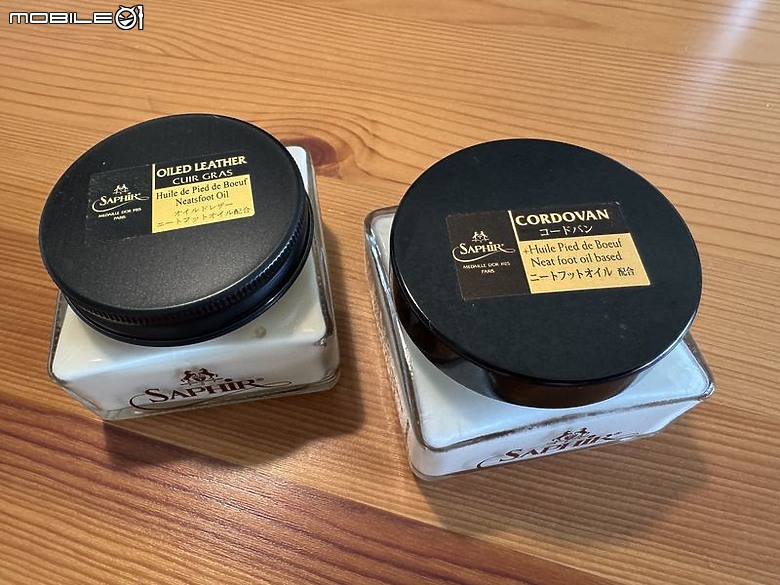 MOBILE01
OILED LEATHER
CUIR GRAS
Huile de Pied de Boeuf
Neatsfoot Oil
オイルドレザー
ニートフットオイル配合
SAPHIR
MEDAILLE D'OR 1925
PARIS
SAPHIR
CORDOVAN
コードバン
+Huile Pied de Boeuf
Neat foot oil based
ニートフットオイル 配合
SAPHIR
MEDAILLE D'OR 1925
PARIS
SAPHIR